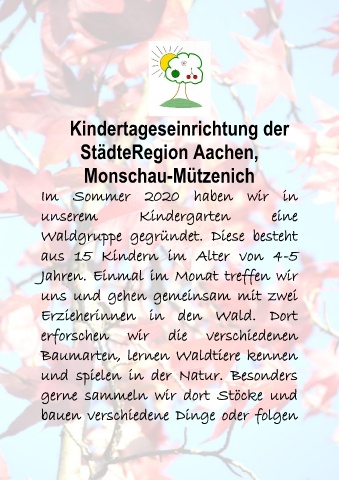 Kindertageseinrichtung der
StädteRegion Aachen,
Monschau-Mützenich
Im Sommer 2020 haben wir in
unserem Kindergarten eine
Waldgruppe gegründet. Diese besteht
aus 15 Kindern im Alter von 4-5
Jahren. Einmal im Monat treffen wir
uns und gehen gemeinsam mit zwei
Erzieherinnen in den Wald. Dort
erforschen wir die verschiedenen
Baumarten, lernen Waldtiere kennen
und spielen in der Natur. Besonders
gerne sammeln wir dort Stöcke und
bauen verschiedene Dinge oder folgen